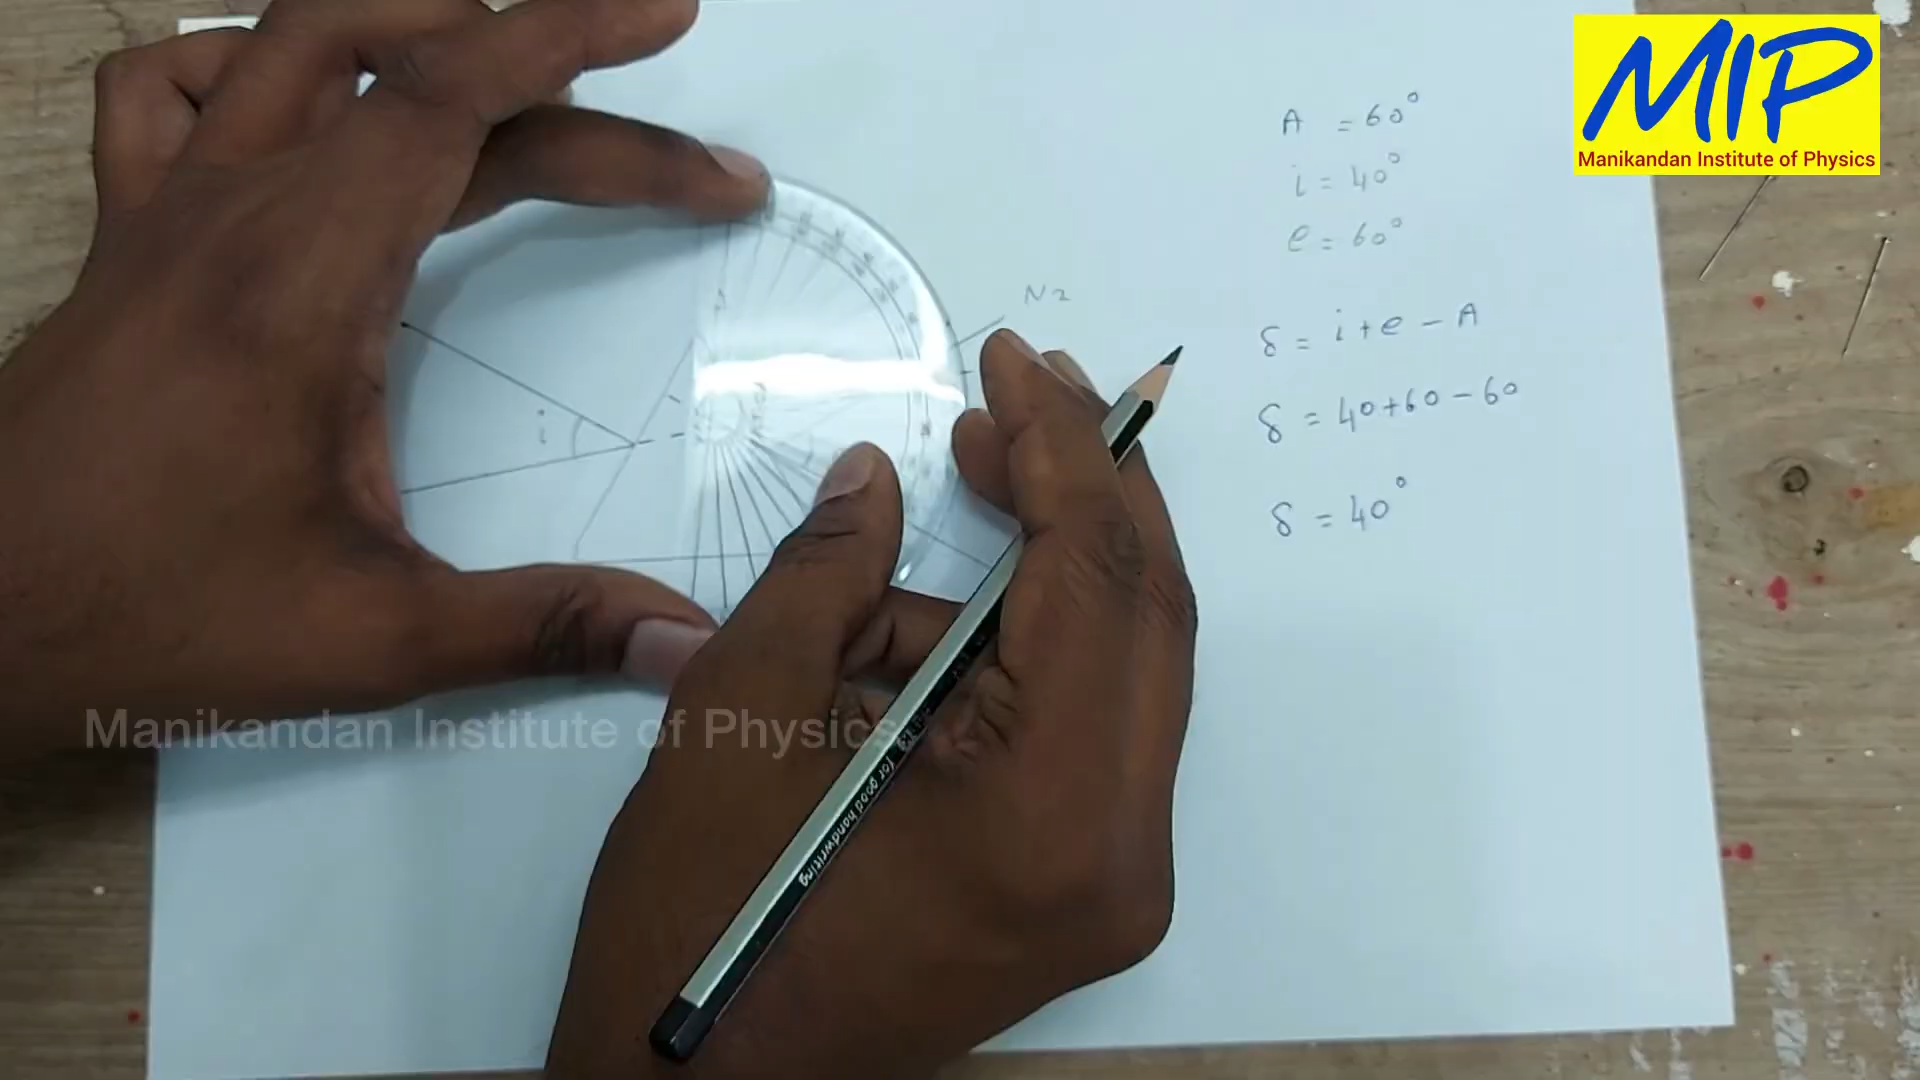 MIP
Manikandan Institute of Physics
A = 60°
i = 40°
e = 60°
N2
δ = i + e - A
δ = 40 + 60 - 60
i
δ = 40°
Manikandan Institute of Physics
for good handwriting